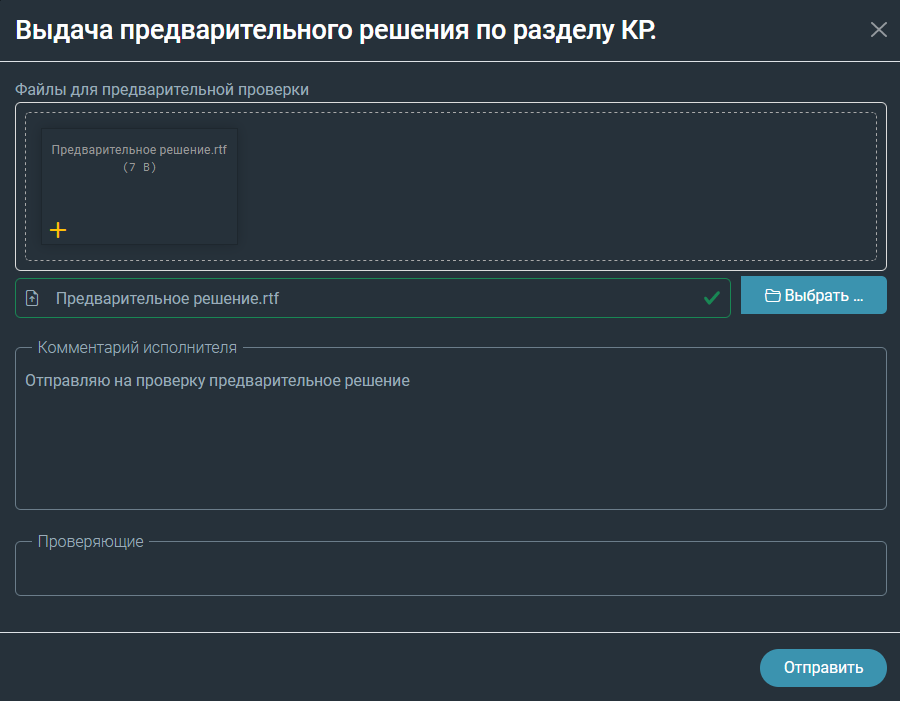 Выдача предварительного решения по разделу КР.
Файлы для предварительной проверки
Предварительное решение.rtf
(7 B)
Предварительное решение.rtf
Выбрать ...
Комментарий исполнителя
Отправляю на проверку предварительное решение
Проверяющие
Отправить